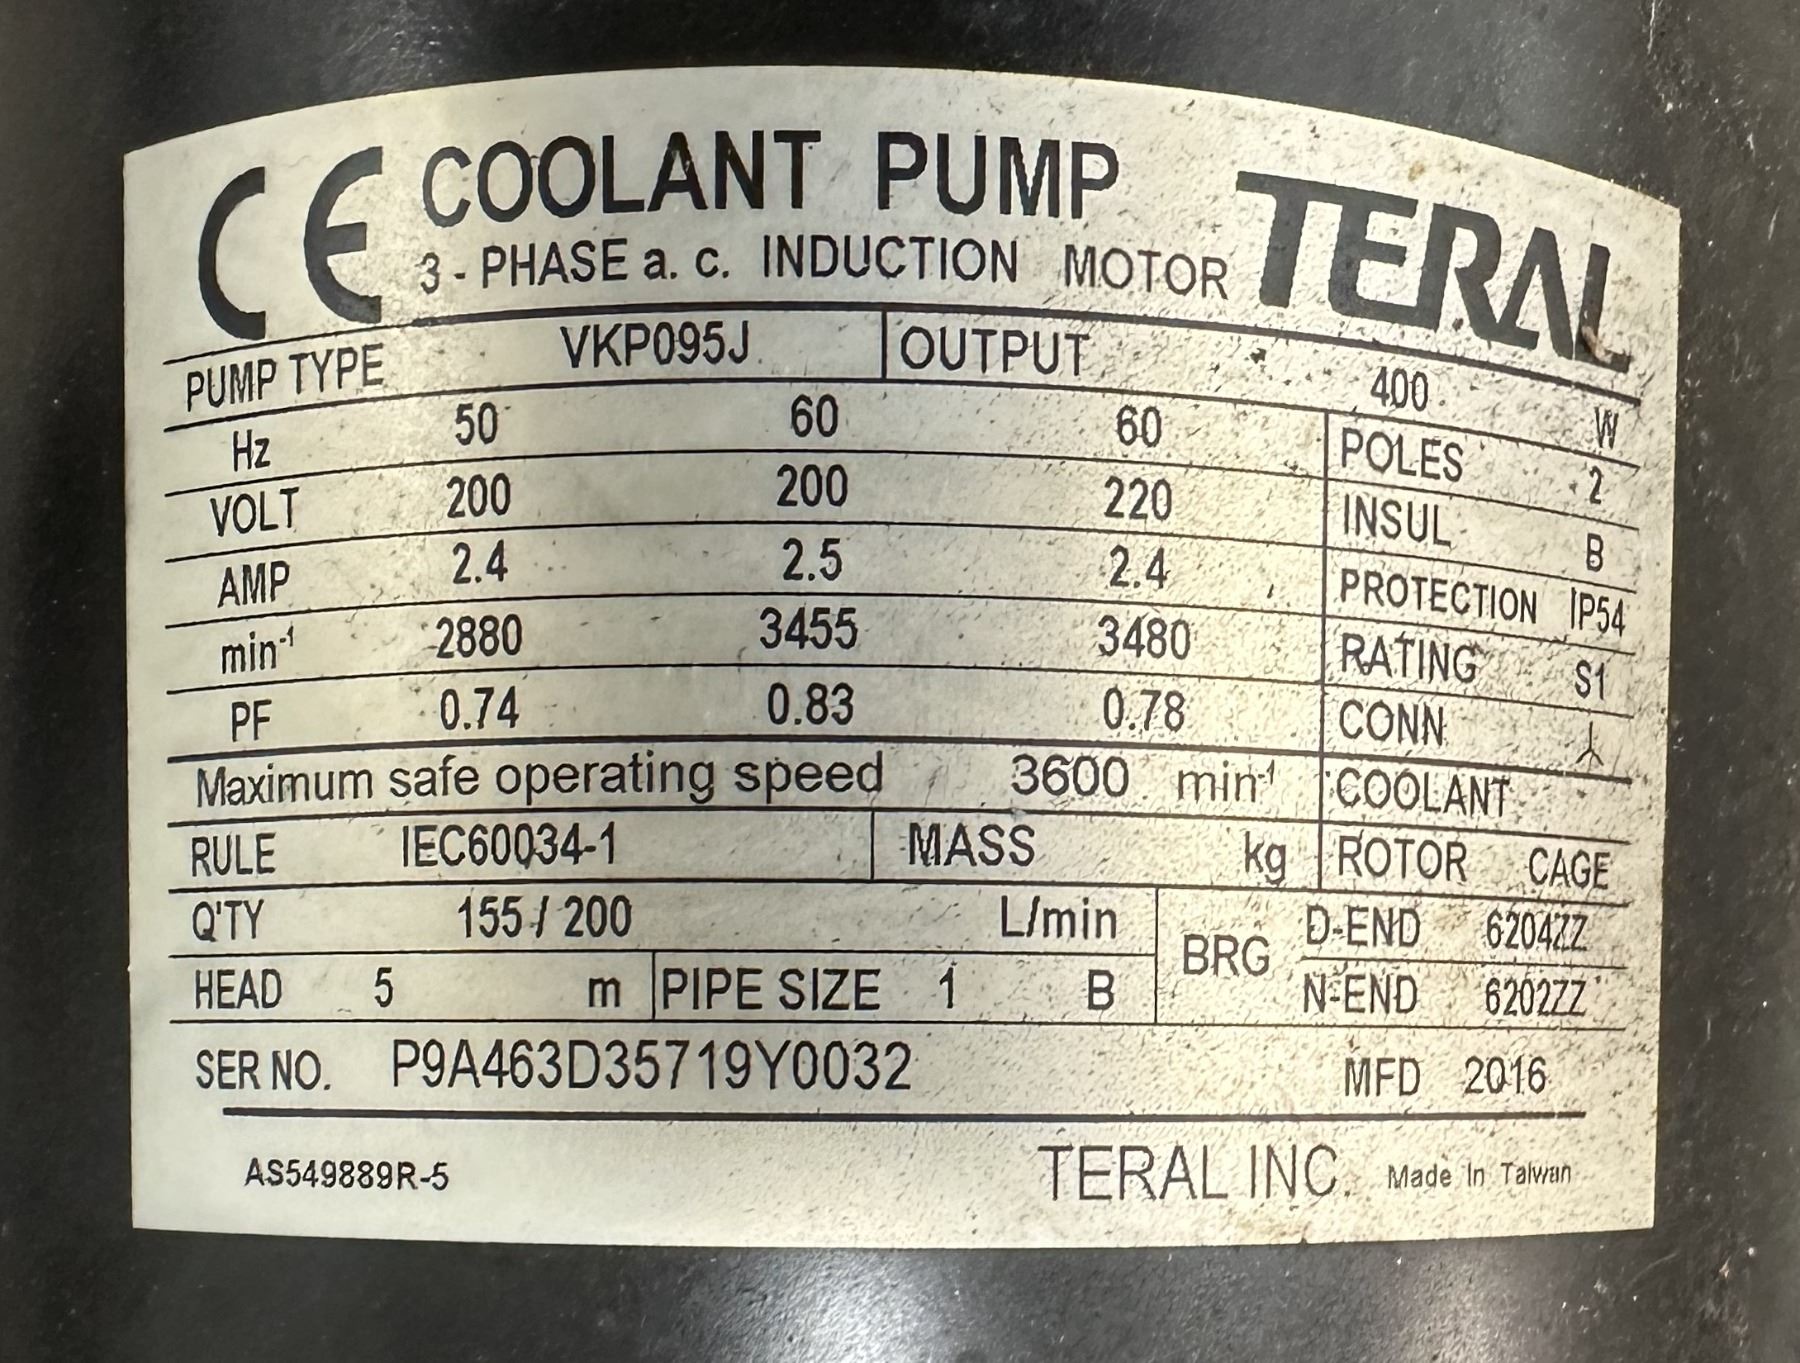 CE COOLANT PUMP TERAL
3 - PHASE a. c. INDUCTION MOTOR
PUMP TYPE VKP095J OUTPUT 400 W
Hz 50 60 60 POLES 2
VOLT 200 200 220 INSUL B
AMP 2.4 2.5 2.4 PROTECTION IP54
min-1 2880 3455 3480 RATING S1
PF 0.74 0.83 0.78 CONN ⅄
Maximum safe operating speed 3600 min-1 COOLANT
RULE IEC60034-1 MASS kg ROTOR CAGE
Q'TY 155 / 200 L/min BRG D-END 6204ZZ
HEAD 5 m PIPE SIZE 1 B N-END 6202ZZ
SER NO. P9A463D35719Y0032 MFD 2016
AS549889R-5 TERAL INC. Made In Taiwan